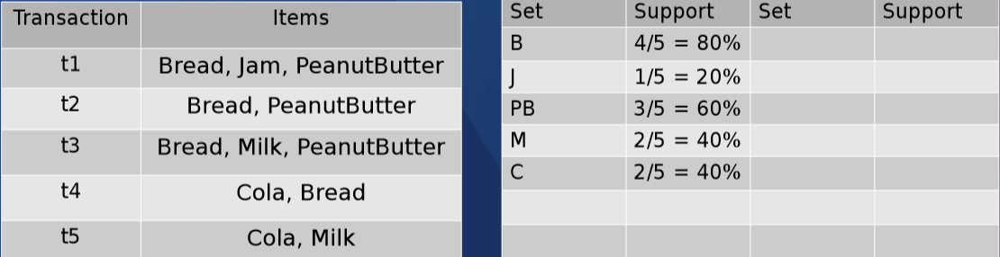 Transaction Items
t1 Bread, Jam, PeanutButter
t2 Bread, PeanutButter
t3 Bread, Milk, PeanutButter
t4 Cola, Bread
t5 Cola, Milk
Set Support Set Support
B 4/5 = 80%
J 1/5 = 20%
PB 3/5 = 60%
M 2/5 = 40%
C 2/5 = 40%